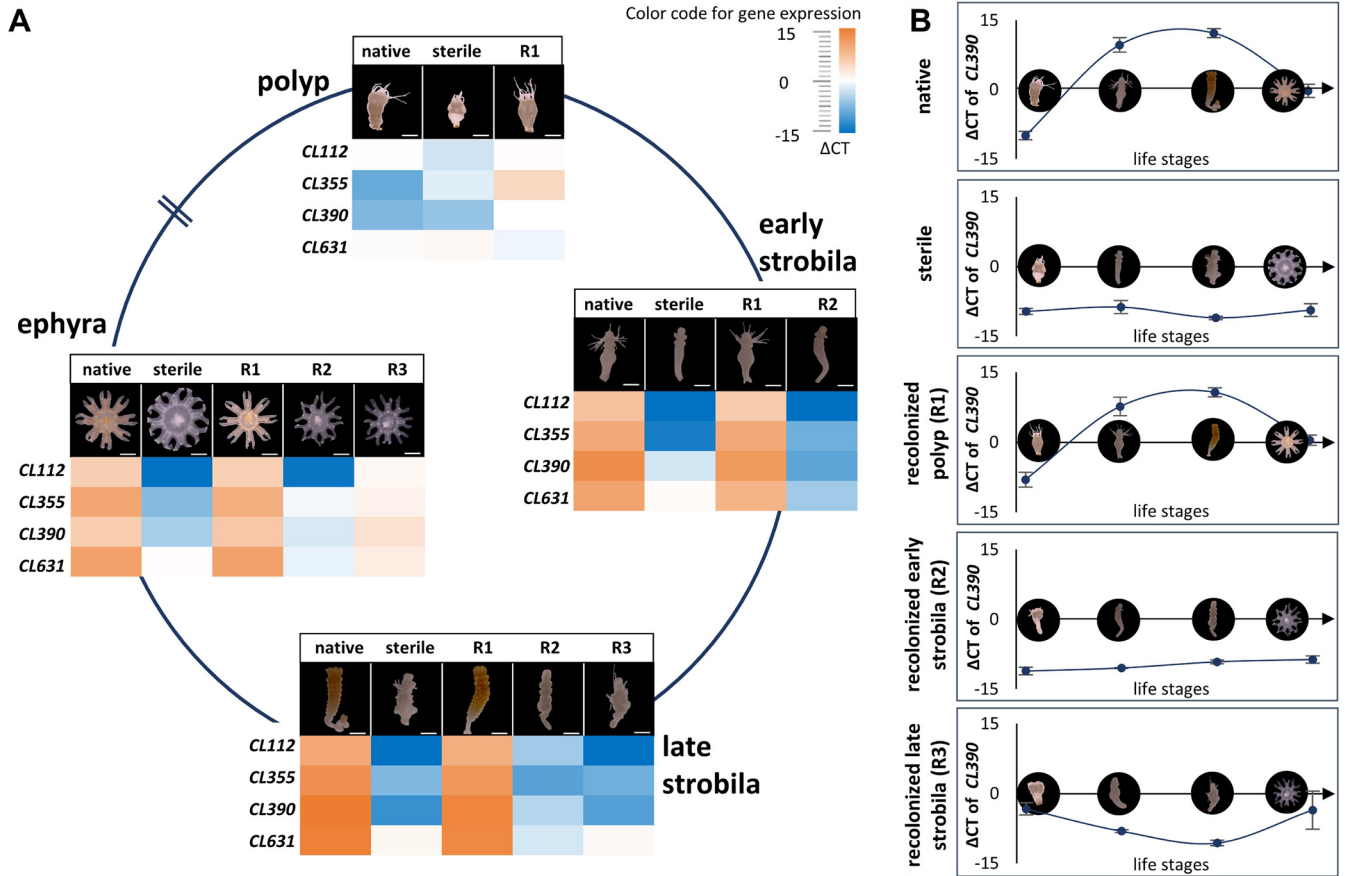 A
Color code for gene expression
15
0
-15
ΔCT
polyp
native sterile R1
CL112
CL355
CL390
CL631
early
strobila
native sterile R1 R2
CL112
CL355
CL390
CL631
ephyra
native sterile R1 R2 R3
CL112
CL355
CL390
CL631
native sterile R1 R2 R3
CL112
CL355
CL390
CL631
late
strobila
B
native
ΔCT of CL390
15
0
-15
life stages
sterile
ΔCT of CL390
15
0
-15
life stages
recolonized
polyp (R1)
ΔCT of CL390
15
0
-15
life stages
recolonized early
strobila (R2)
ΔCT of CL390
15
0
-15
life stages
recolonized late
strobila (R3)
ΔCT of CL390
15
0
-15
life stages